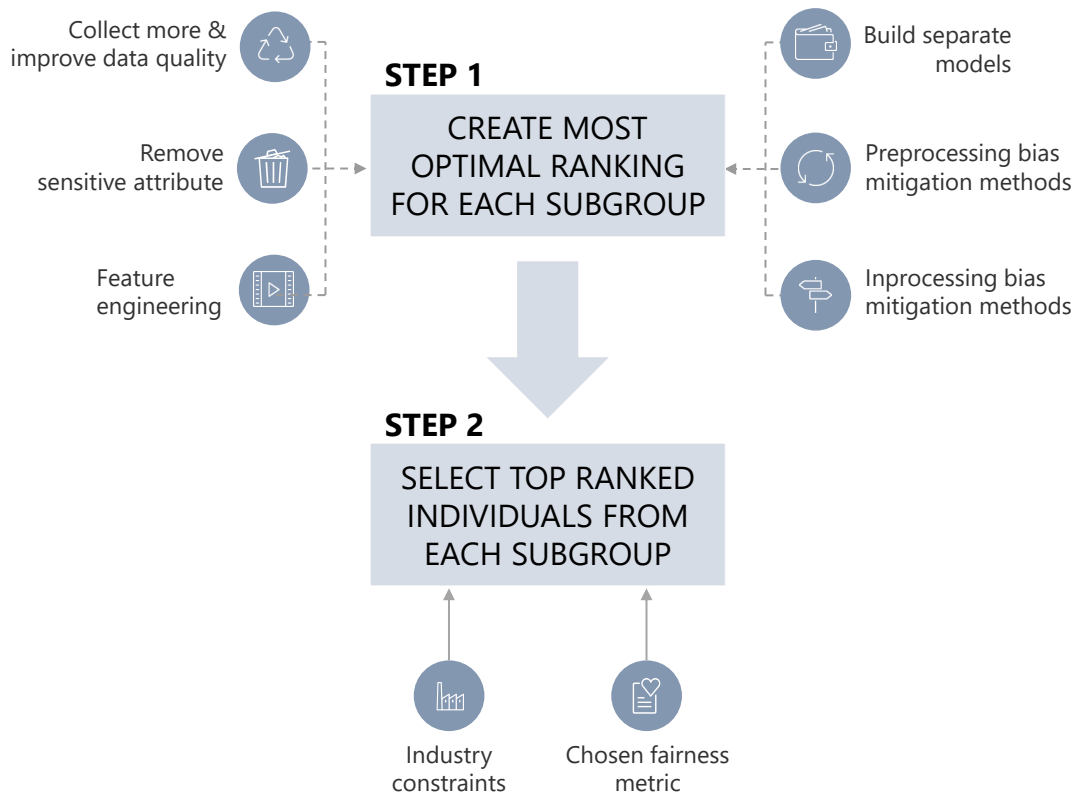 Collect more &
improve data quality
Remove
sensitive attribute
Feature
engineering
STEP 1
CREATE MOST
OPTIMAL RANKING
FOR EACH SUBGROUP
Build separate
models
Preprocessing bias
mitigation methods
Inprocessing bias
mitigation methods
STEP 2
SELECT TOP RANKED
INDIVIDUALS FROM
EACH SUBGROUP
Industry
constraints
Chosen fairness
metric